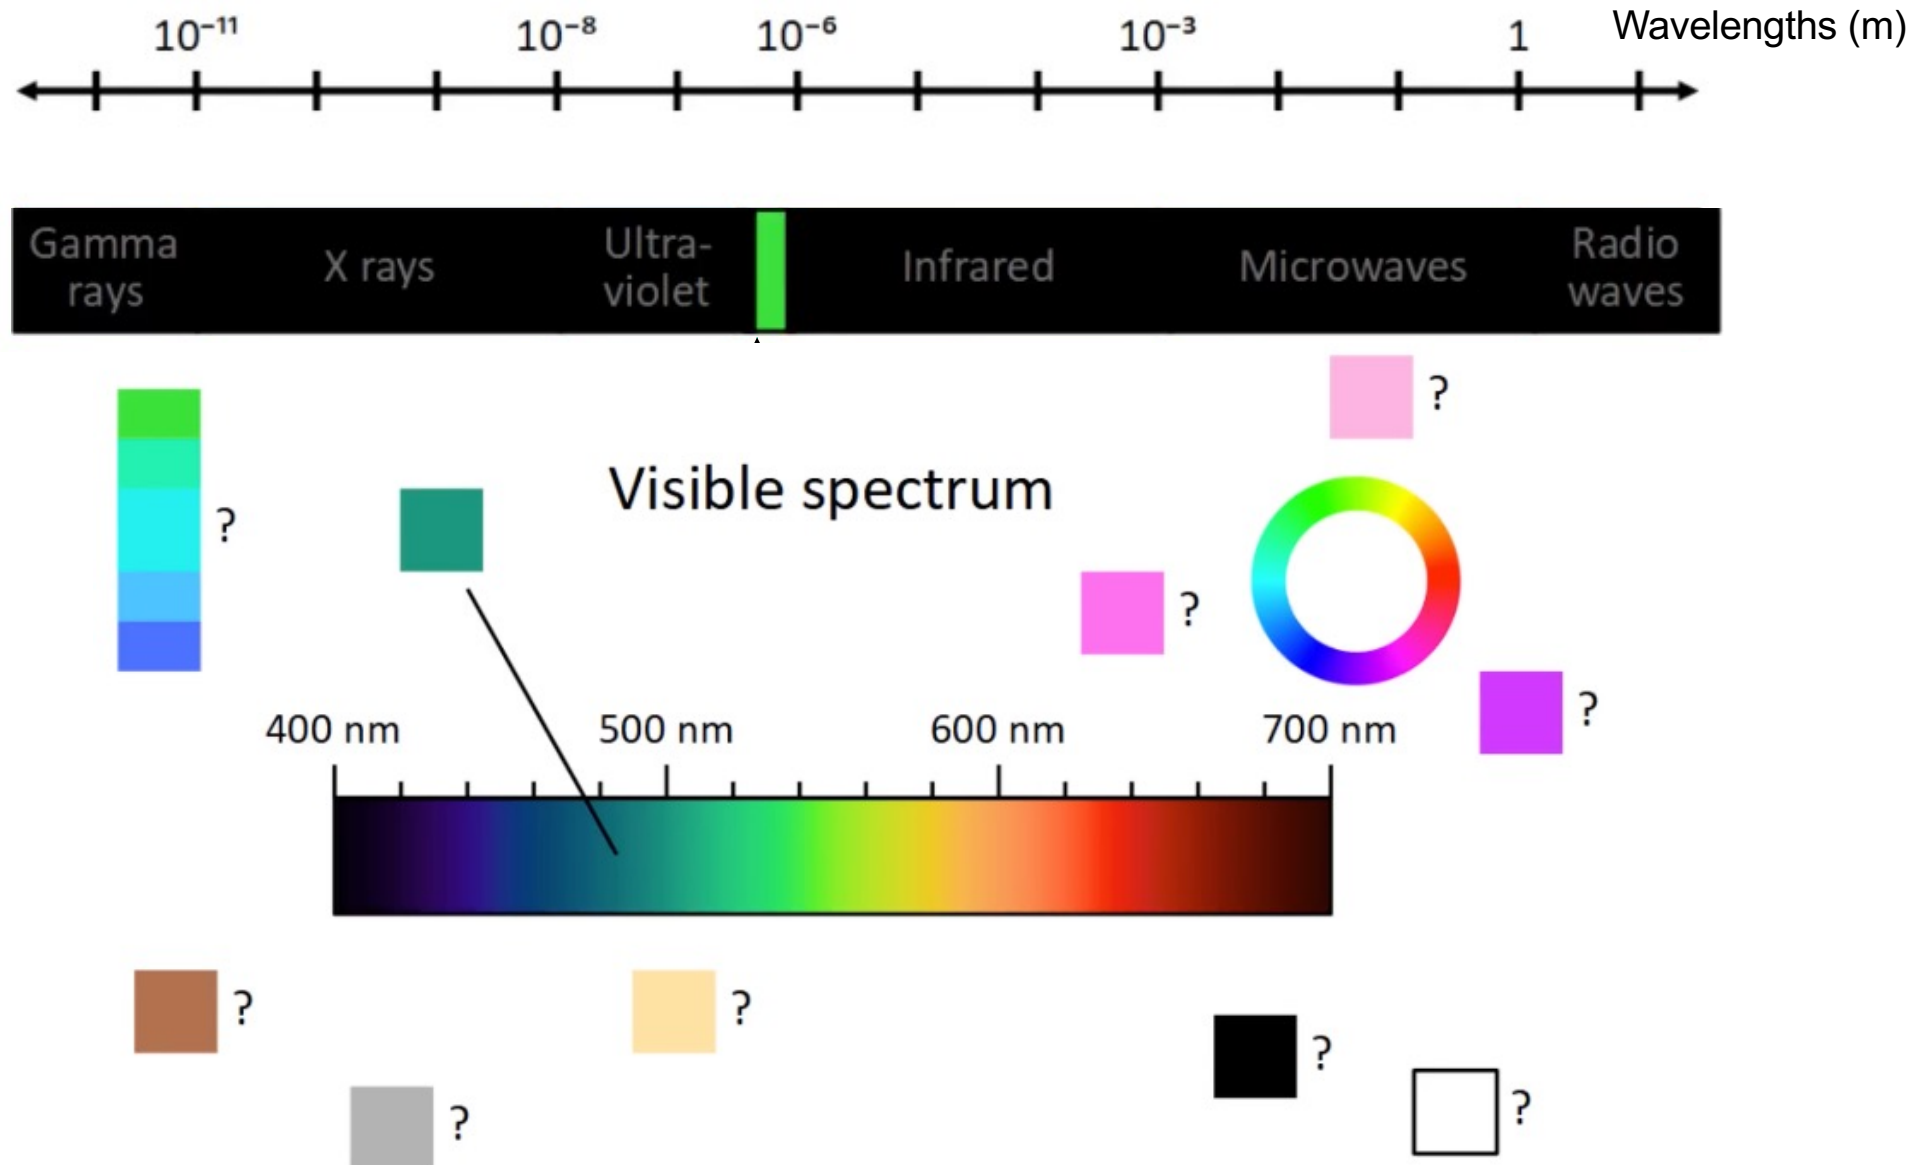 10⁻¹¹ 10⁻⁸ 10⁻⁶ 10⁻³ 1 Wavelengths (m)
Gamma
rays
X rays
Ultra-
violet
Infrared
Microwaves
Radio
waves
?
?
Visible spectrum
?
?
400 nm 500 nm 600 nm 700 nm
?
?
?
?
?